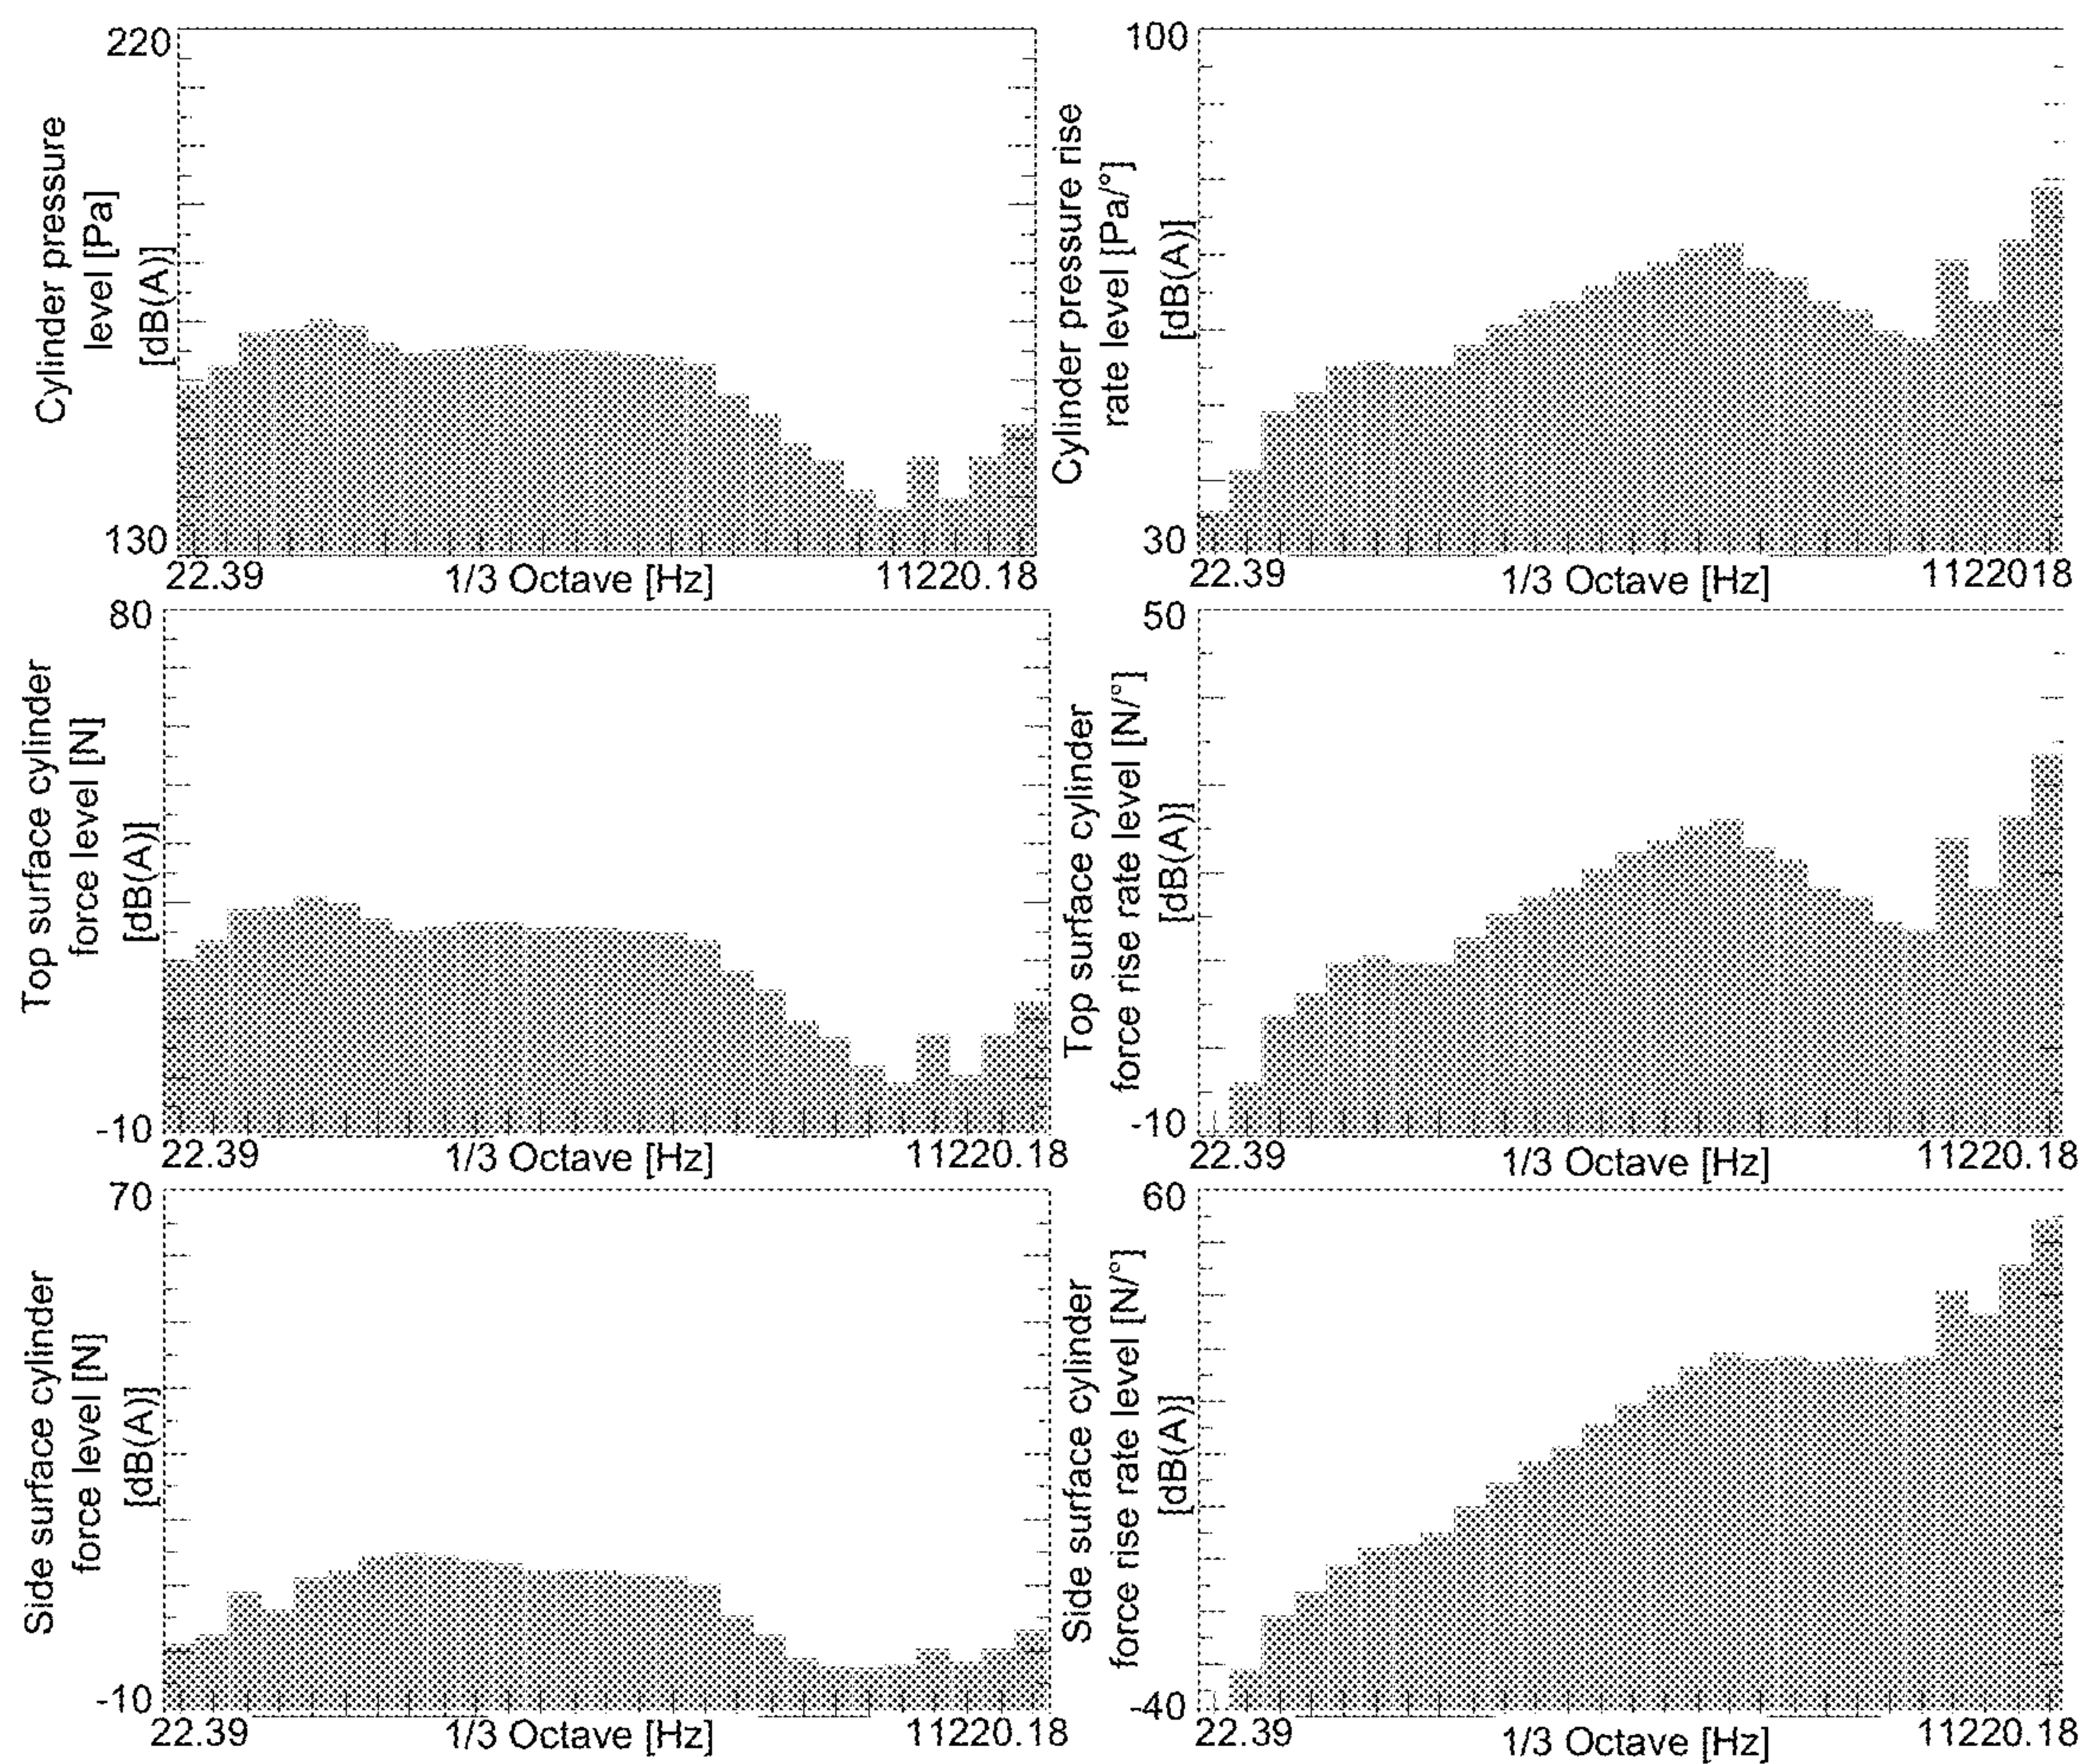 220
Cylinder pressure
level [Pa]
[dB(A)]
130
22.39 1/3 Octave [Hz] 11220.18
100
Cylinder pressure rise
rate level [Pa/°]
[dB(A)]
30
22.39 1/3 Octave [Hz] 1122018
80
Top surface cylinder
force level [N]
[dB(A)]
-10
22.39 1/3 Octave [Hz] 11220.18
50
Top surface cylinder
force rise rate level [N/°]
[dB(A)]
-10
22.39 1/3 Octave [Hz] 11220.18
70
Side surface cylinder
force level [N]
[dB(A)]
-10
22.39 1/3 Octave [Hz] 11220.18
60
Side surface cylinder
force rise rate level [N/°]
[dB(A)]
-40
22.39 1/3 Octave [Hz] 11220.18